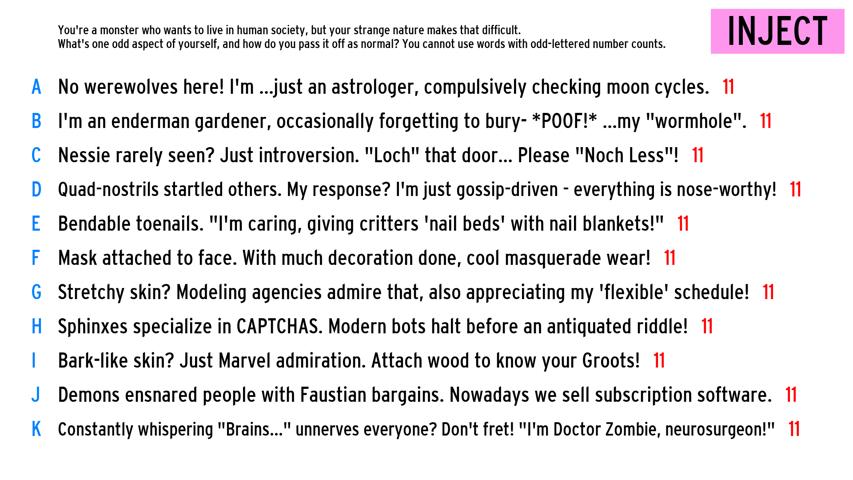 You're a monster who wants to live in human society, but your strange nature makes that difficult.
What's one odd aspect of yourself, and how do you pass it off as normal? You cannot use words with odd-lettered number counts.
INJECT
A No werewolves here! I'm ...just an astrologer, compulsively checking moon cycles. 11
B I'm an enderman gardener, occasionally forgetting to bury- *POOF!* ...my "wormhole". 11
C Nessie rarely seen? Just introversion. "Loch" that door... Please "Noch Less"! 11
D Quad-nostrils startled others. My response? I'm just gossip-driven - everything is nose-worthy! 11
E Bendable toenails. "I'm caring, giving critters 'nail beds' with nail blankets!" 11
F Mask attached to face. With much decoration done, cool masquerade wear! 11
G Stretchy skin? Modeling agencies admire that, also appreciating my 'flexible' schedule! 11
H Sphinxes specialize in CAPTCHAS. Modern bots halt before an antiquated riddle! 11
I Bark-like skin? Just Marvel admiration. Attach wood to know your Groots! 11
J Demons ensnared people with Faustian bargains. Nowadays we sell subscription software. 11
K Constantly whispering "Brains..." unnerves everyone? Don't fret! "I'm Doctor Zombie, neurosurgeon!" 11